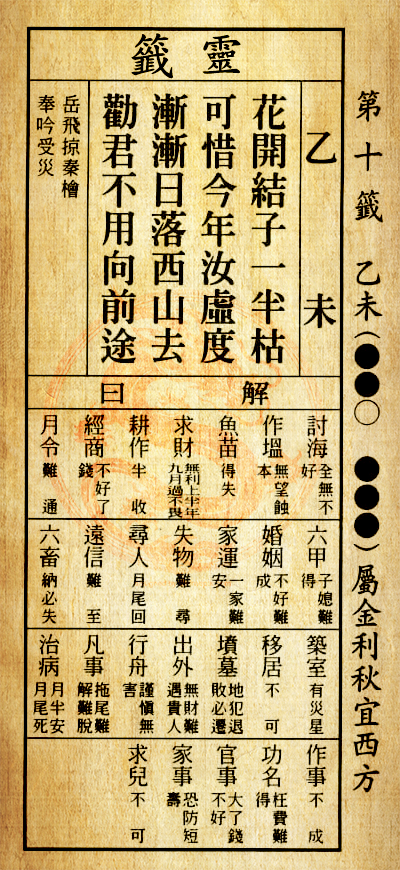 第十籤 乙未(●●○ ●●●)屬金利秋宜西方
靈籤
乙未
花開結子一半枯
可惜今年汝虛度
漸漸日落西山去
勸君不用向前途
岳飛掠秦檜
奉吟受災
解曰
討海 全無不好
作塭 無望蝕本
魚苗 得失
求財 無利上半年九月過不畏
耕作 半收
經商 不好了錢
月令 難通
六甲 子媳難得
婚姻 不好難成
家運 一家難安
失物 難尋
尋人 月尾回
遠信 難至
六畜 納必失
築室 有災星
移居 不可
墳墓 地犯退敗必遷
出外 無財難遇貴人
行舟 謹慎無害
凡事 拖尾難解難脫
治病 月半安月尾死
作事 不成
功名 枉費難得
官事 大了錢不好
家事 恐防短壽
求兒 不可